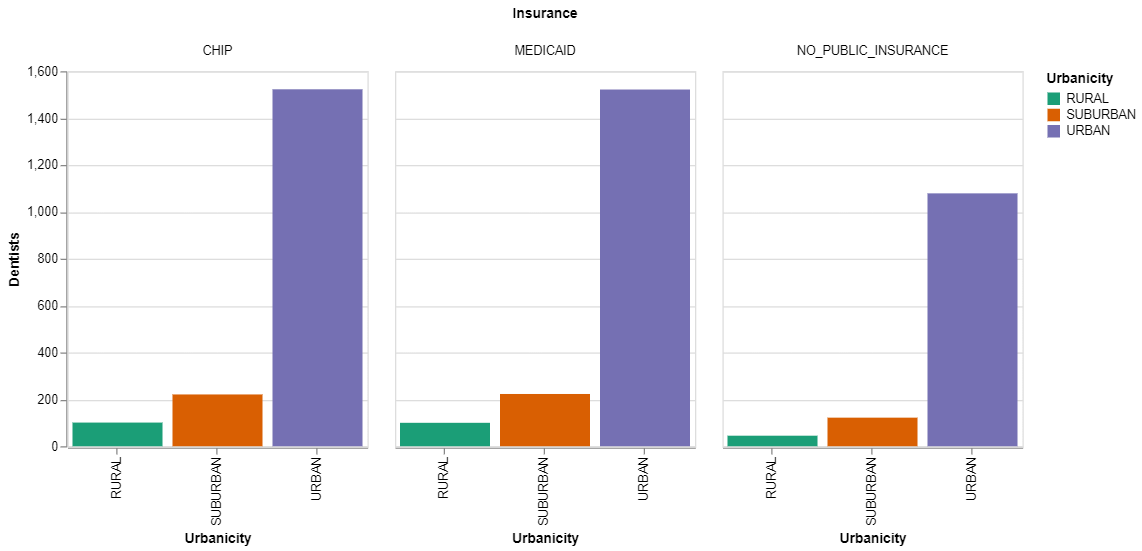 Insurance
CHIP
MEDICAID
NO_PUBLIC_INSURANCE
Dentists
1,600
1,400
1,200
1,000
800
600
400
200
0
RURAL
SUBURBAN
URBAN
RURAL
SUBURBAN
URBAN
RURAL
SUBURBAN
URBAN
Urbanicity
Urbanicity
Urbanicity
Urbanicity
RURAL
SUBURBAN
URBAN